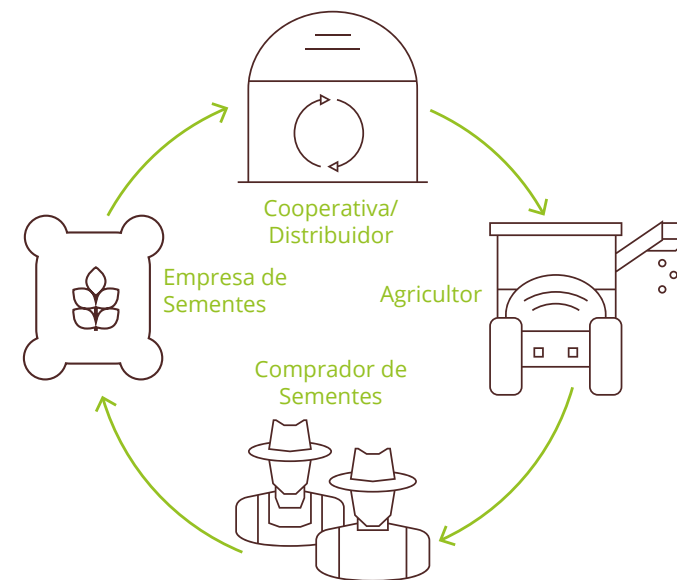 Cooperativa/
Distribuidor
Empresa de
Sementes
Agricultor
Comprador de
Sementes